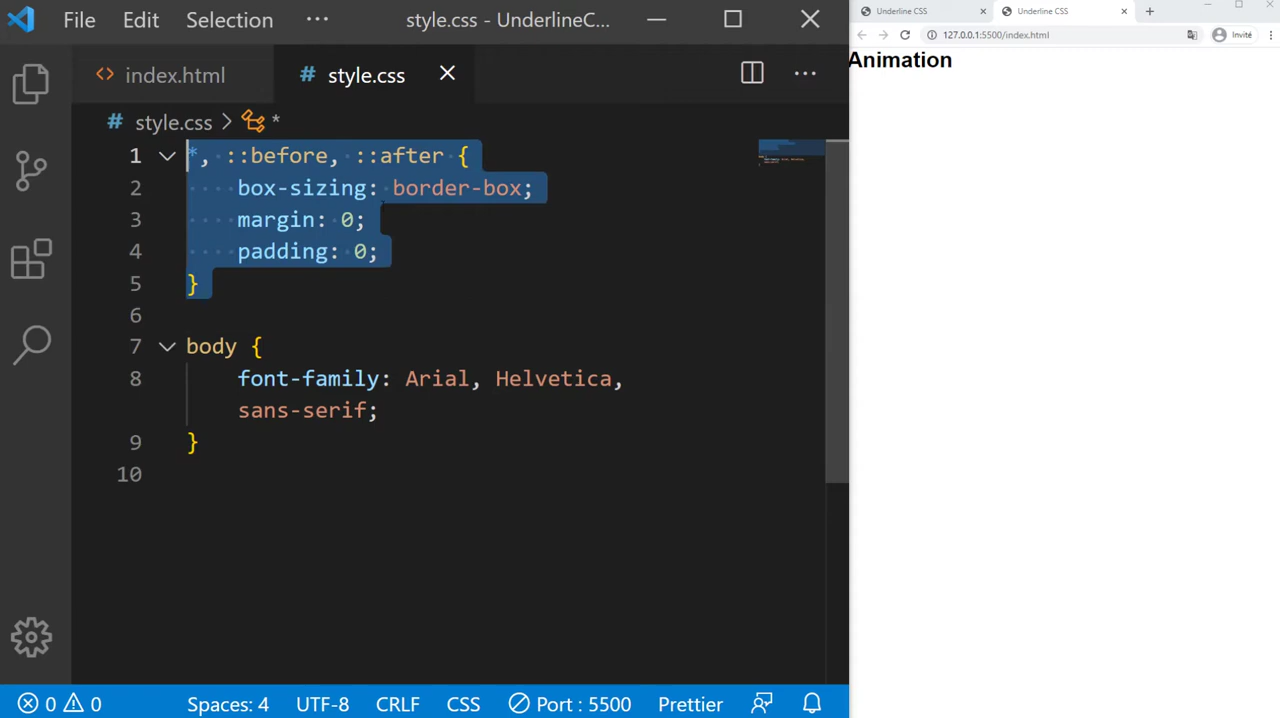 File Edit Selection ··· style.css - UnderlineC...
index.html # style.css
# style.css > *
1 *, ::before, ::after {
2 box-sizing: border-box;
3 margin: 0;
4 padding: 0;
5 }
6
7 body {
8 font-family: Arial, Helvetica,
sans-serif;
9 }
10
0 0 Spaces: 4 UTF-8 CRLF CSS Port : 5500 Prettier
Underline CSS Underline CSS
127.0.0.1:5500/index.html Invité
Animation